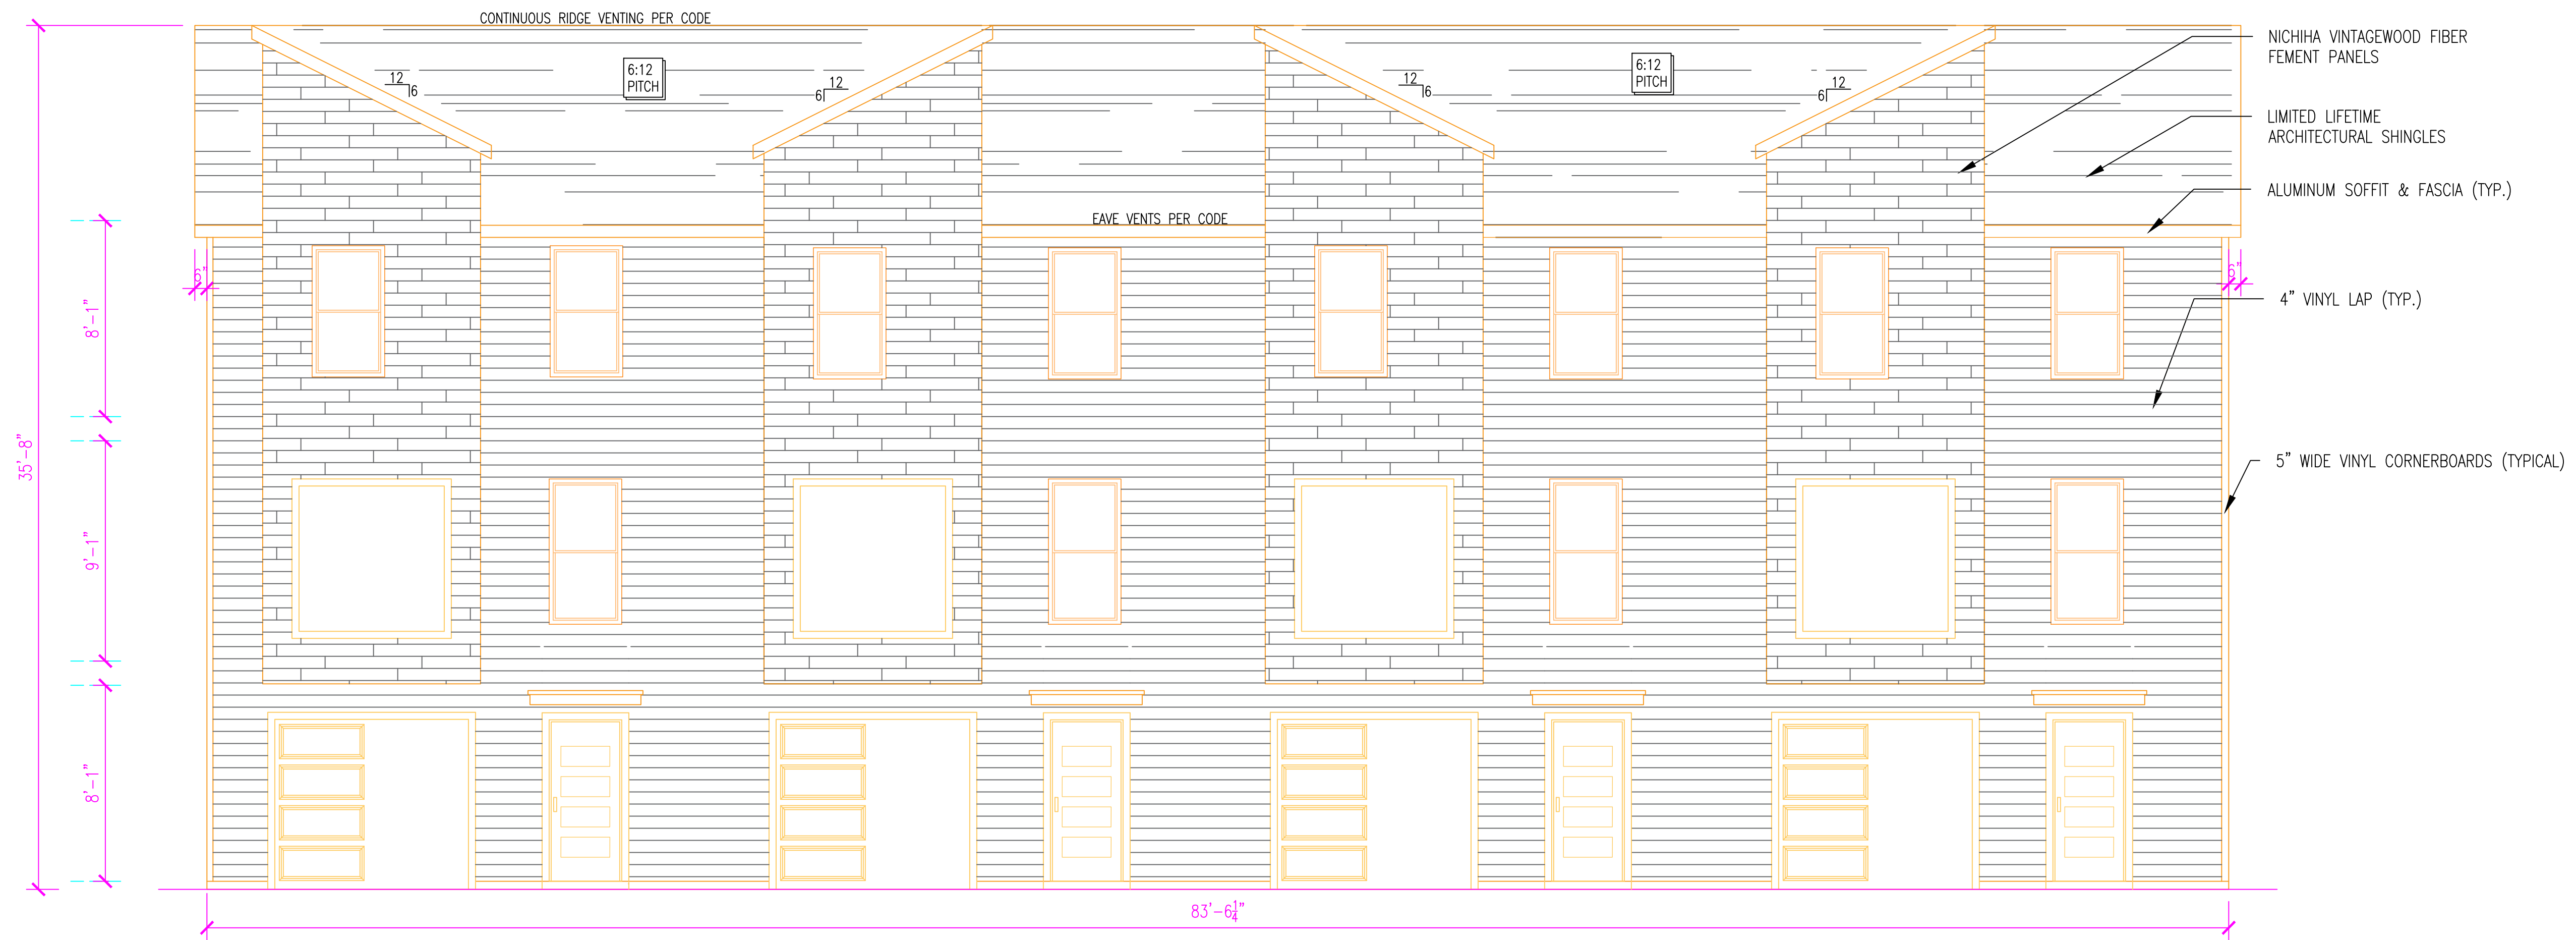 CONTINUOUS RIDGE VENTING PER CODE
NICHIHA VINTAGEWOOD FIBER
FEMENT PANELS
6:12
PITCH
6:12
PITCH
12
6
12
6
12
6
12
6
LIMITED LIFETIME
ARCHITECTURAL SHINGLES
ALUMINUM SOFFIT & FASCIA (TYP.)
EAVE VENTS PER CODE
4" VINYL LAP (TYP.)
8'-1"
35'-8"
5" WIDE VINYL CORNERBOARDS (TYPICAL)
9'-1"
8'-1"
83'-6¼"